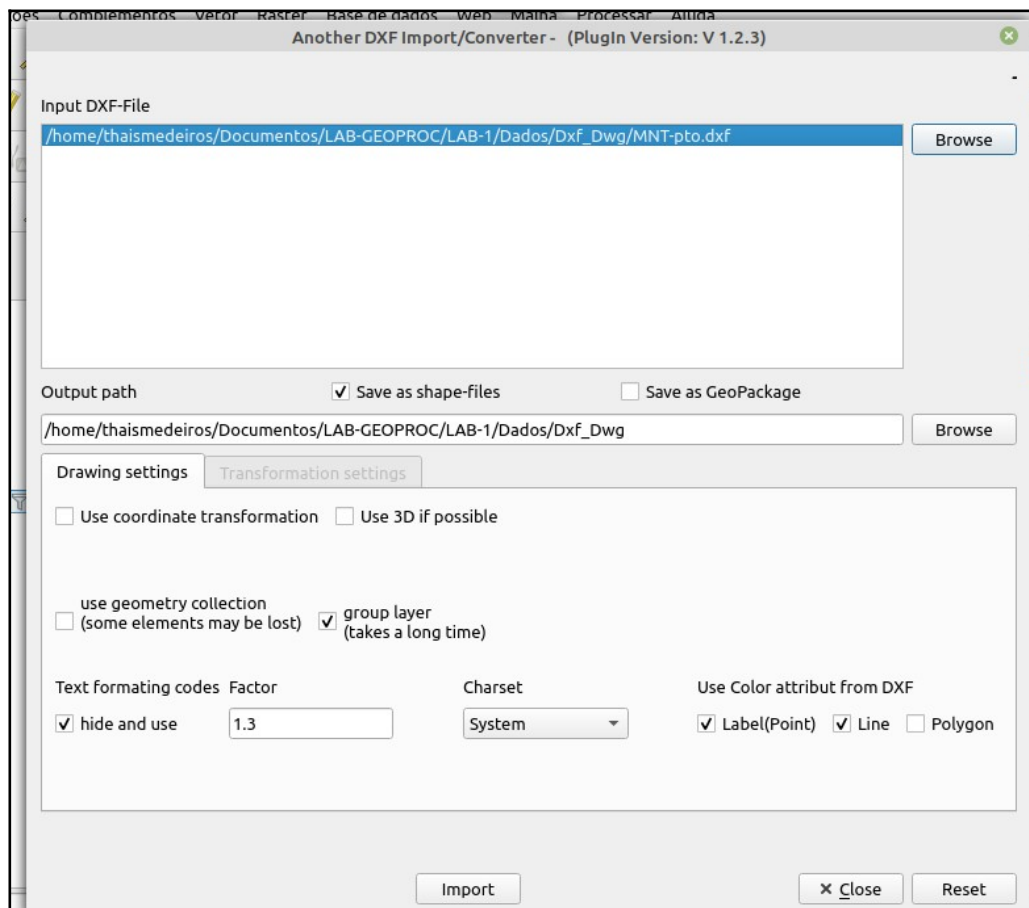 ões Complementos Vetor Raster Base de dados Web Malha Processar Ajuda
Another DXF Import/Converter - (PlugIn Version: V 1.2.3)
-
Input DXF-File
/home/thaismedeiros/Documentos/LAB-GEOPROC/LAB-1/Dados/Dxf_Dwg/MNT-pto.dxf
Browse
Output path
Save as shape-files
Save as GeoPackage
/home/thaismedeiros/Documentos/LAB-GEOPROC/LAB-1/Dados/Dxf_Dwg
Browse
Drawing settings
Transformation settings
Use coordinate transformation
Use 3D if possible
use geometry collection
(some elements may be lost)
group layer
(takes a long time)
Text formating codes
Factor
Charset
Use Color attribut from DXF
hide and use
1.3
System
Label(Point)
Line
Polygon
Import
Close
Reset